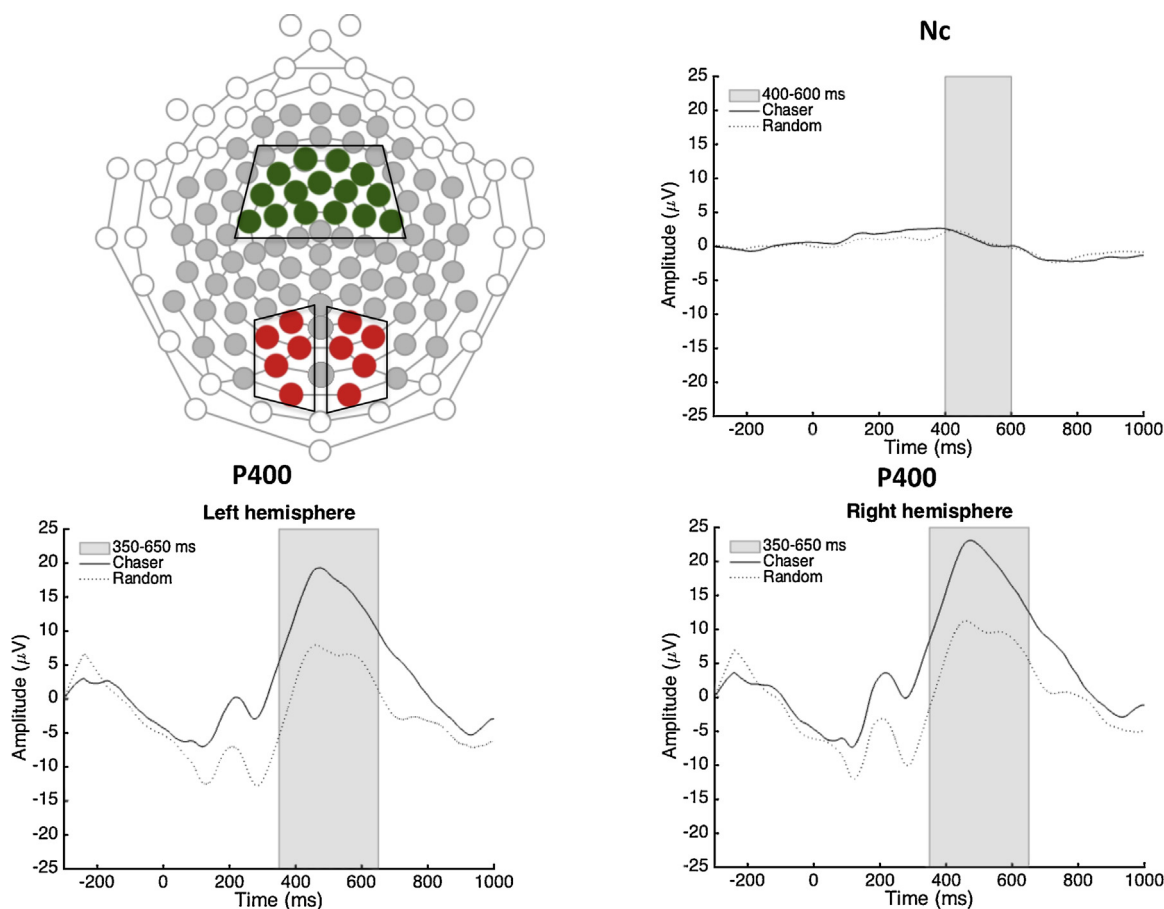 Nc
25
20
15
10
5
0
-5
-10
-15
-20
-25
Amplitude (μV)
400-600 ms
Chaser
Random
-200 0 200 400 600 800 1000
Time (ms)
P400
Left hemisphere
25
20
15
10
5
0
-5
-10
-15
-20
-25
Amplitude (μV)
350-650 ms
Chaser
Random
-200 0 200 400 600 800 1000
Time (ms)
P400
Right hemisphere
25
20
15
10
5
0
-5
-10
-15
-20
-25
Amplitude (μV)
350-650 ms
Chaser
Random
-200 0 200 400 600 800 1000
Time (ms)